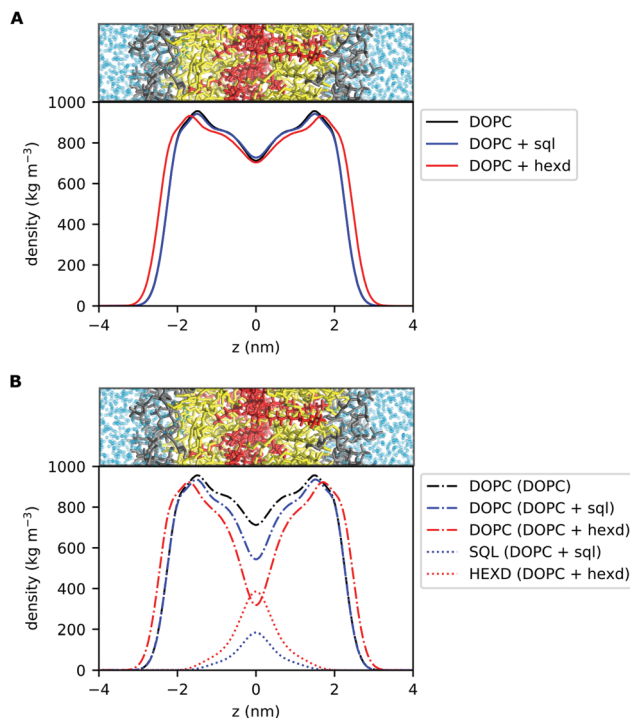 A
1000
800
600
400
200
0
density (kg m−3)
−4 −2 0 2 4
z (nm)
DOPC
DOPC + sql
DOPC + hexd
B
1000
800
600
400
200
0
density (kg m−3)
−4 −2 0 2 4
z (nm)
DOPC (DOPC)
DOPC (DOPC + sql)
DOPC (DOPC + hexd)
SQL (DOPC + sql)
HEXD (DOPC + hexd)